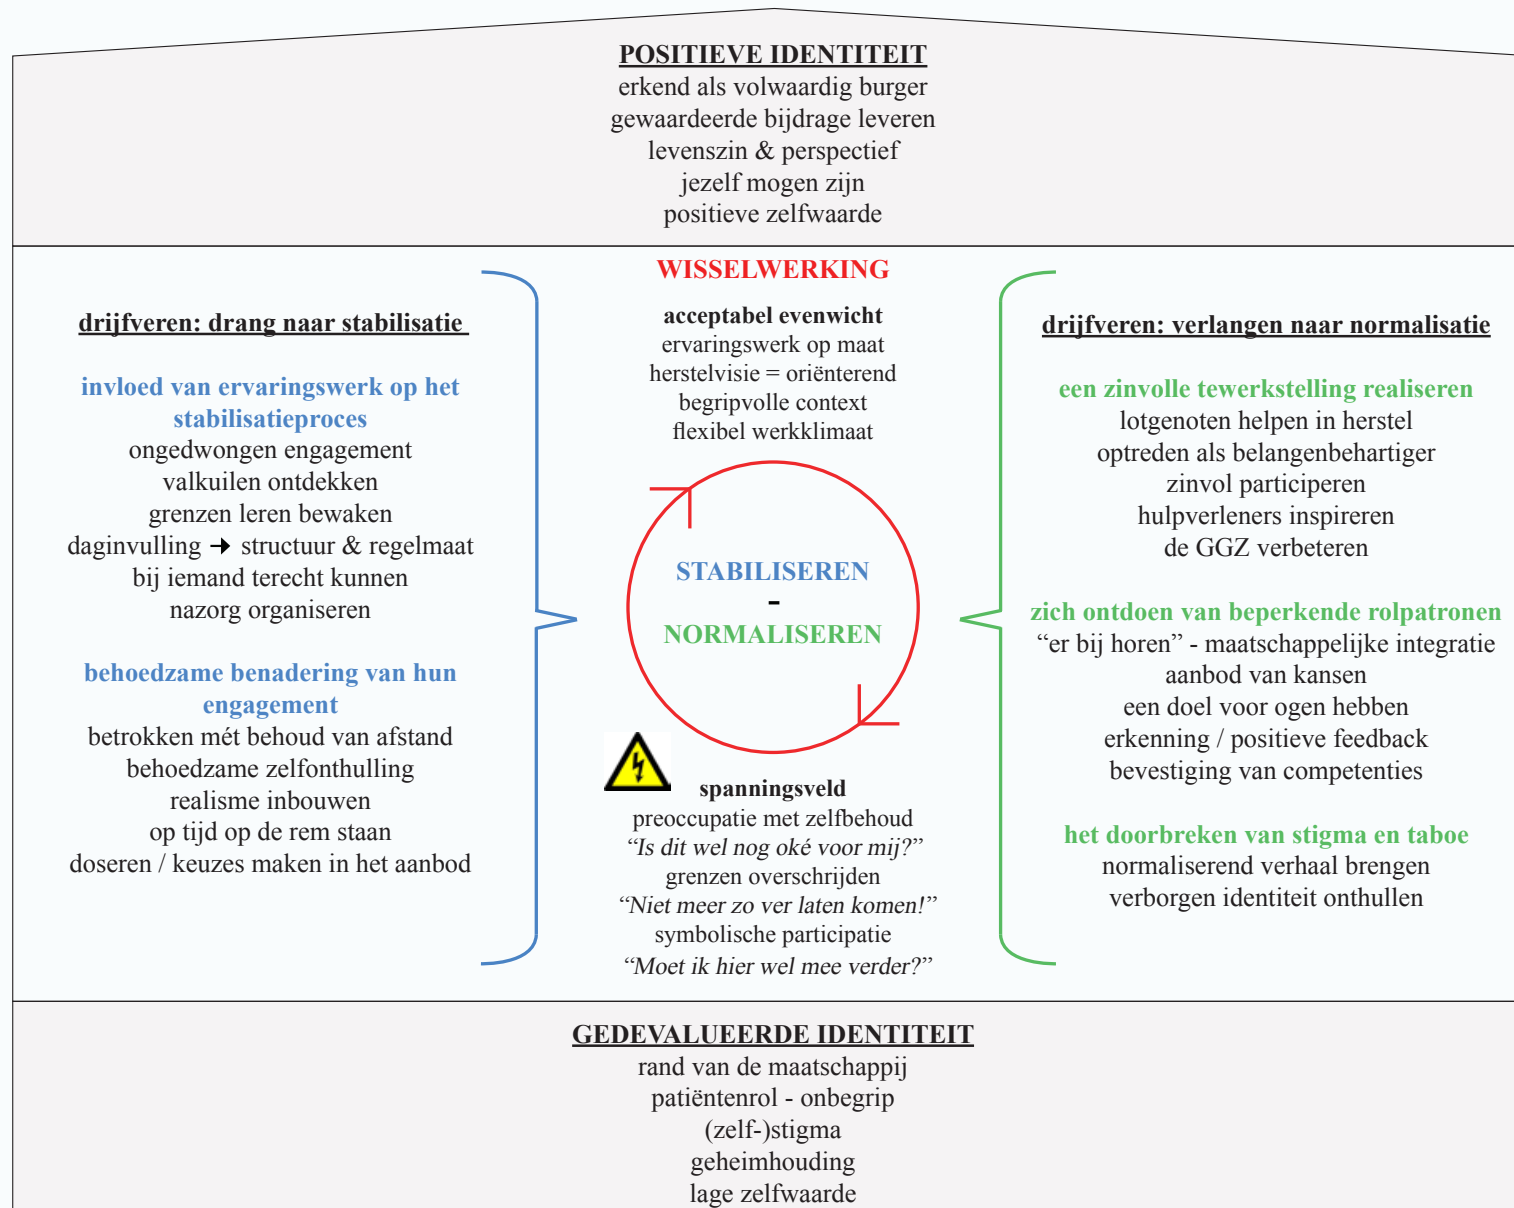 POSITIEVE IDENTITEIT
erkend als volwaardig burger
gewaardeerde bijdrage leveren
levenszin & perspectief
jezelf mogen zijn
positieve zelfwaarde
drijfveren: drang naar stabilisatie
invloed van ervaringswerk op het
stabilisatieproces
ongedwongen engagement
valkuilen ontdekken
grenzen leren bewaken
daginvulling → structuur & regelmaat
bij iemand terecht kunnen
nazorg organiseren
behoedzame benadering van hun
engagement
betrokken mét behoud van afstand
behoedzame zelfonthulling
realisme inbouwen
op tijd op de rem staan
doseren / keuzes maken in het aanbod
WISSELWERKING
acceptabel evenwicht
ervaringswerk op maat
herstelvisie = oriënterend
begripvolle context
flexibel werkklimaat
STABILISEREN
-
NORMALISEREN
spanningsveld
preoccupatie met zelfbehoud
“Is dit wel nog oké voor mij?”
grenzen overschrijden
“Niet meer zo ver laten komen!”
symbolische participatie
“Moet ik hier wel mee verder?”
drijfveren: verlangen naar normalisatie
een zinvolle tewerkstelling realiseren
lotgenoten helpen in herstel
optreden als belangenbehartiger
zinvol participeren
hulpverleners inspireren
de GGZ verbeteren
zich ontdoen van beperkende rolpatronen
“er bij horen” - maatschappelijke integratie
aanbod van kansen
een doel voor ogen hebben
erkenning / positieve feedback
bevestiging van competenties
het doorbreken van stigma en taboe
normaliserend verhaal brengen
verborgen identiteit onthullen
GEDEVALUEERDE IDENTITEIT
rand van de maatschappij
patiëntenrol - onbegrip
(zelf-)stigma
geheimhouding
lage zelfwaarde